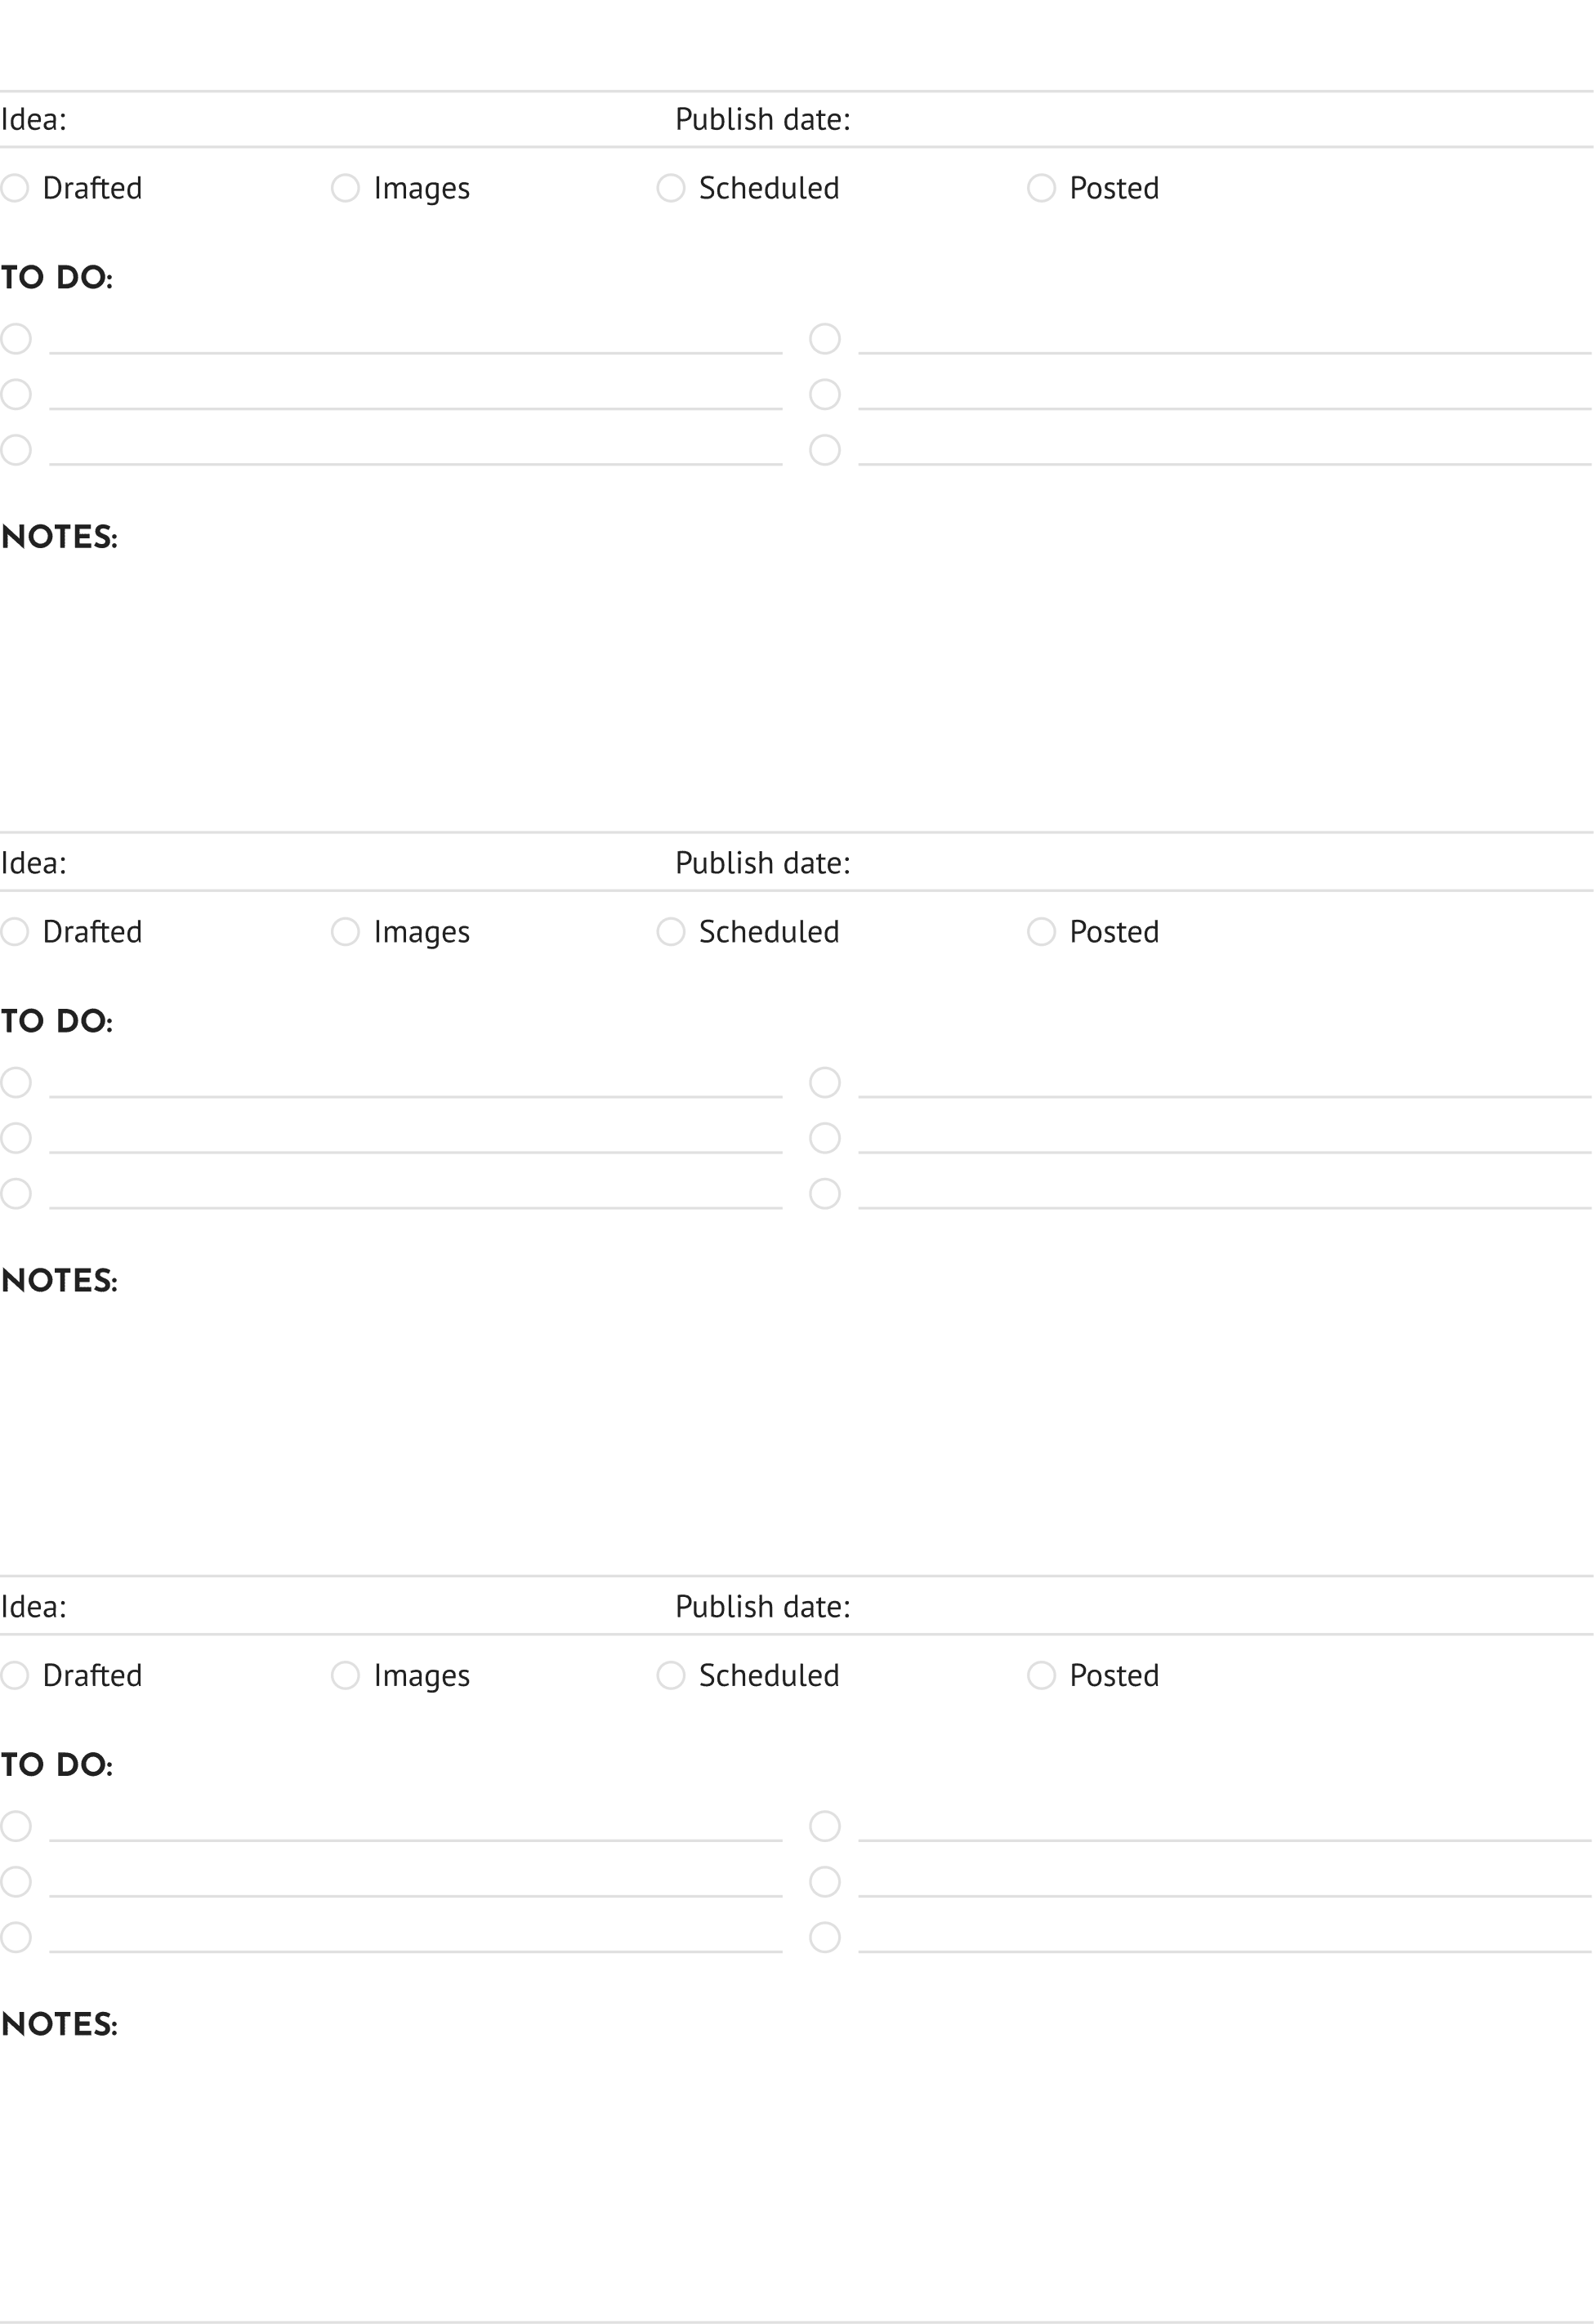 Idea: Publish date:
Drafted Images Scheduled Posted
TO DO:
NOTES:
Idea: Publish date:
Drafted Images Scheduled Posted
TO DO:
NOTES:
Idea: Publish date:
Drafted Images Scheduled Posted
TO DO:
NOTES: